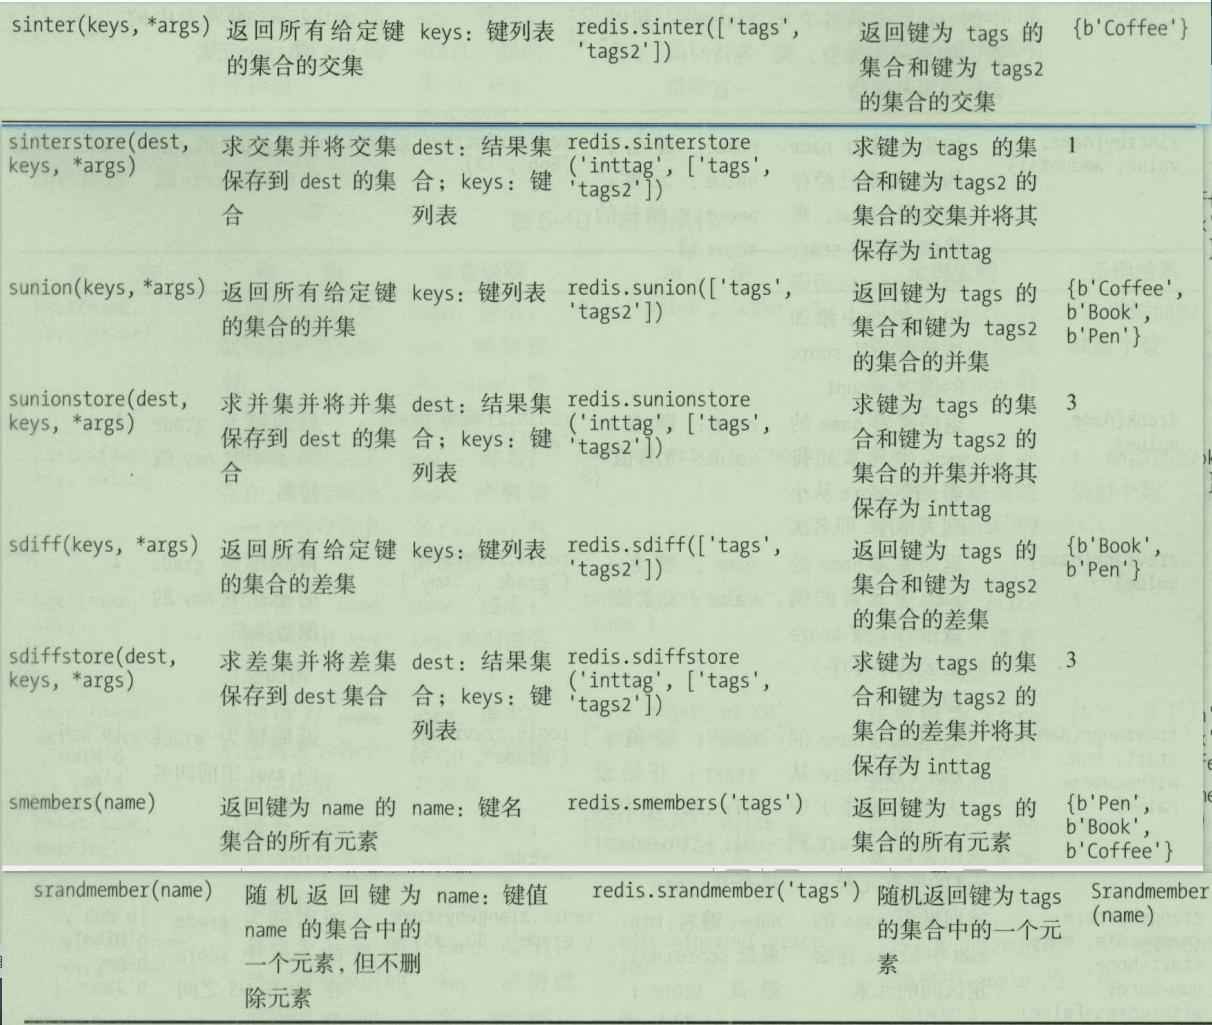 sinter(keys, *args) 返回所有给定键 keys: 键列表 redis.sinter(['tags', 返回键为 tags 的 {b'Coffee'}
的集合的交集 'tags2']) 集合和键为 tags2
的集合的交集
sinterstore(dest, 求交集并将交集 dest: 结果集 redis.sinterstore 求键为 tags 的集 1
keys, *args) 保存到 dest 的集 合; keys: 键 ('inttag', ['tags', 合和键为 tags2 的
合 列表 'tags2']) 集合的交集并将其
保存为 inttag
sunion(keys, *args) 返回所有给定键 keys: 键列表 redis.sunion(['tags', 返回键为 tags 的 {b'Coffee',
的集合的并集 'tags2']) 集合和键为 tags2 b'Book',
的集合的并集 b'Pen'}
sunionstore(dest, 求并集并将并集 dest: 结果集 redis.sunionstore 求键为 tags 的集 3
keys, *args) 保存到 dest 的集 合; keys: 键 ('inttag', ['tags', 合和键为 tags2 的
合 列表 'tags2']) 集合的并集并将其
保存为 inttag
sdiff(keys, *args) 返回所有给定键 keys: 键列表 redis.sdiff(['tags', 返回键为 tags 的 {b'Book',
的集合的差集 'tags2']) 集合和键为 tags2 b'Pen'}
的集合的差集
sdiffstore(dest, 求差集并将差集 dest: 结果集 redis.sdiffstore 求键为 tags 的集 3
keys, *args) 保存到 dest 集合 合; keys: 键 ('inttag', ['tags', 合和键为 tags2 的
列表 'tags2']) 集合的差集并将其
保存为 inttag
smembers(name) 返回键为 name 的 name: 键名 redis.smembers('tags') 返回键为 tags 的 {b'Pen',
集合的所有元素 集合的所有元素 b'Book',
b'Coffee'}
srandmember(name) 随机返回键为 name: 键值 redis.srandmember('tags') 随机返回键为 tags Srandmember
name 的集合中的 的集合中的一个元 (name)
一个元素, 但不删 素
除元素